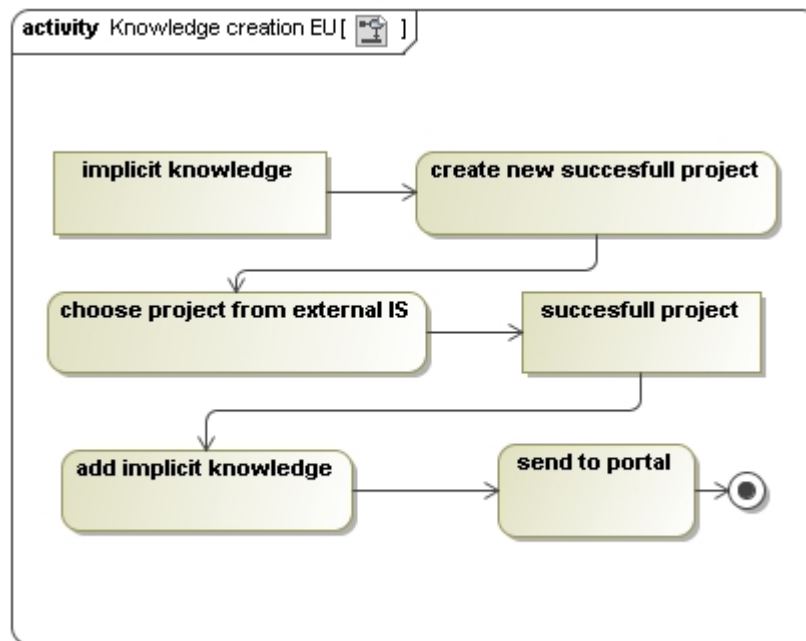 activity Knowledge creation EU [ ]
implicit knowledge
create new succesfull project
choose project from external IS
succesfull project
add implicit knowledge
send to portal